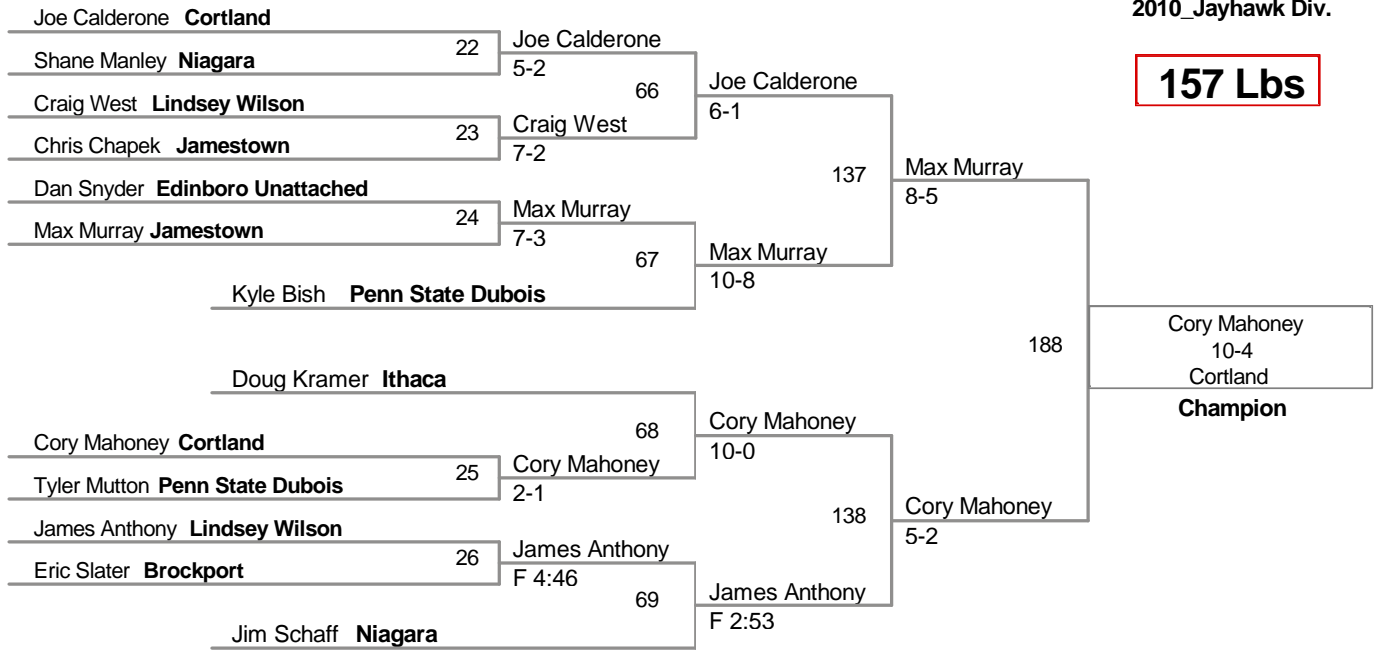 2010_Jayhawk Div.
157 Lbs
Joe Calderone Cortland
22
Shane Manley Niagara
Joe Calderone
5-2
66
Craig West Lindsey Wilson
23
Chris Chapek Jamestown
Craig West
7-2
Joe Calderone
6-1
137
Dan Snyder Edinboro Unattached
24
Max Murray Jamestown
Max Murray
7-3
67
Kyle Bish Penn State Dubois
Max Murray
10-8
Max Murray
8-5
188
Doug Kramer Ithaca
68
Cory Mahoney Cortland
25
Tyler Mutton Penn State Dubois
Cory Mahoney
2-1
Cory Mahoney
10-0
138
James Anthony Lindsey Wilson
26
Eric Slater Brockport
James Anthony
F 4:46
69
Jim Schaff Niagara
James Anthony
F 2:53
Cory Mahoney
5-2
Cory Mahoney
10-4
Cortland
Champion